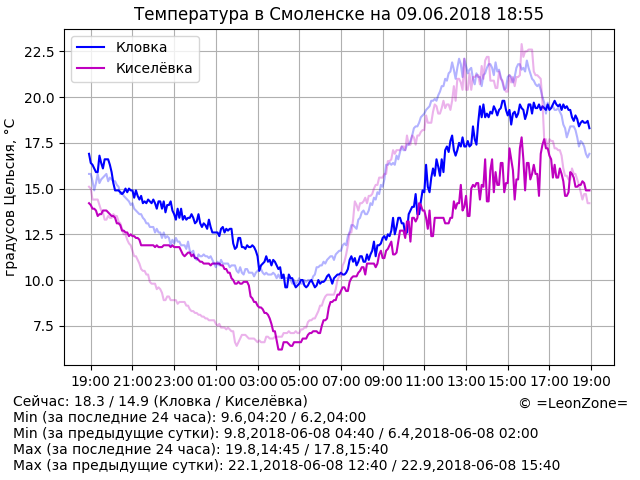 Температура в Смоленске на 09.06.2018 18:55
Кловка
Киселёвка
градусов Цельсия, °C
22.5
20.0
17.5
15.0
12.5
10.0
7.5
19:00 21:00 23:00 01:00 03:00 05:00 07:00 09:00 11:00 13:00 15:00 17:00 19:00
Сейчас: 18.3 / 14.9 (Кловка / Киселёвка)
© =LeonZone=
Min (за последние 24 часа): 9.6,04:20 / 6.2,04:00
Min (за предыдущие сутки): 9.8,2018-06-08 04:40 / 6.4,2018-06-08 02:00
Max (за последние 24 часа): 19.8,14:45 / 17.8,15:40
Max (за предыдущие сутки): 22.1,2018-06-08 12:40 / 22.9,2018-06-08 15:40